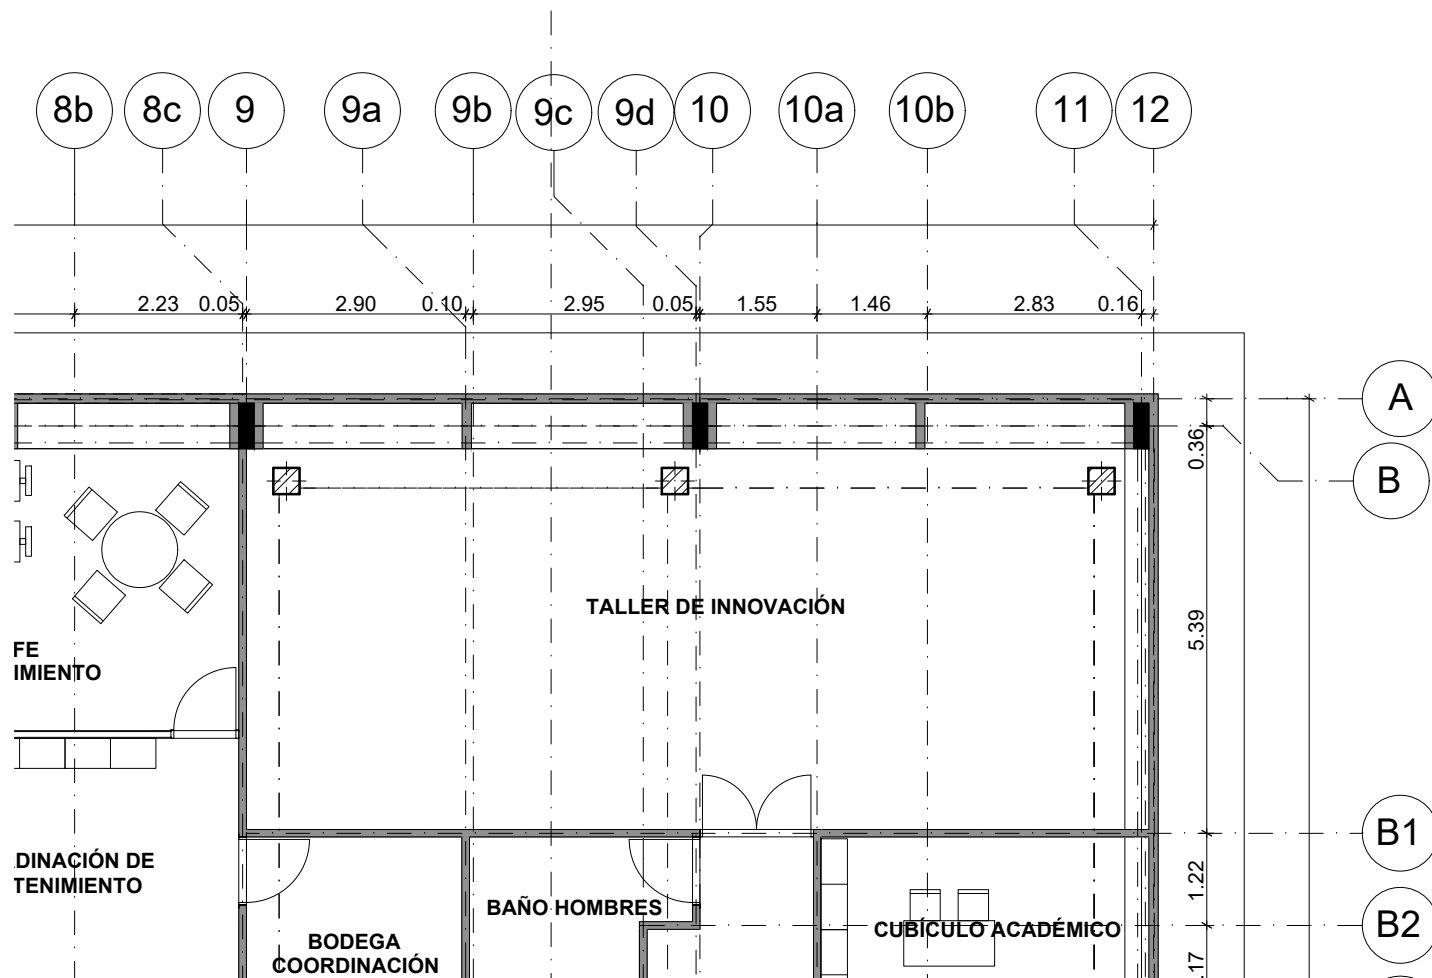 8b 8c 9 9a 9b 9c 9d 10 10a 10b 11 12
2.23 0.05 2.90 0.10 2.95 0.05 1.55 1.46 2.83 0.16
A
0.36
B
TALLER DE INNOVACIÓN
5.39
FE
IMIENTO
B1
DINACIÓN DE
TENIMIENTO
1.22
BAÑO HOMBRES
CUBÍCULO ACADÉMICO
B2
BODEGA
COORDINACIÓN
.17